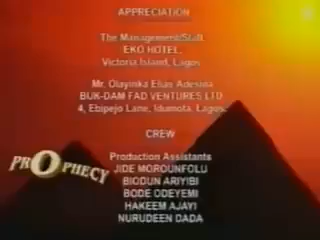 APPRECIATION
The Management/Staff,
EKO HOTEL,
Victoria Island, Lagos.
Mr. Olayinka Elias Adesina
BUK-DAM FAD VENTURES LTD
4, Ebipejo Lane, Idumota, Lagos.
CREW
Production Assistants
JIDE MOROUNFOLU
BIODUN ARIYIBI
BODE ODEYEMI
HAKEEM AJAYI
NURUDEEN DADA
PROPHECY